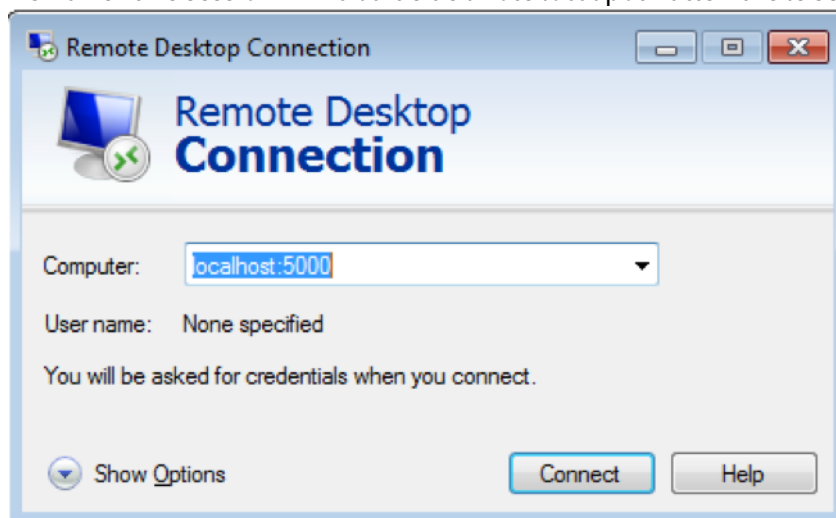 Remote Desktop Connection
Remote Desktop
Connection
Computer: localhost:5000
User name: None specified
You will be asked for credentials when you connect.
Show Options Connect Help